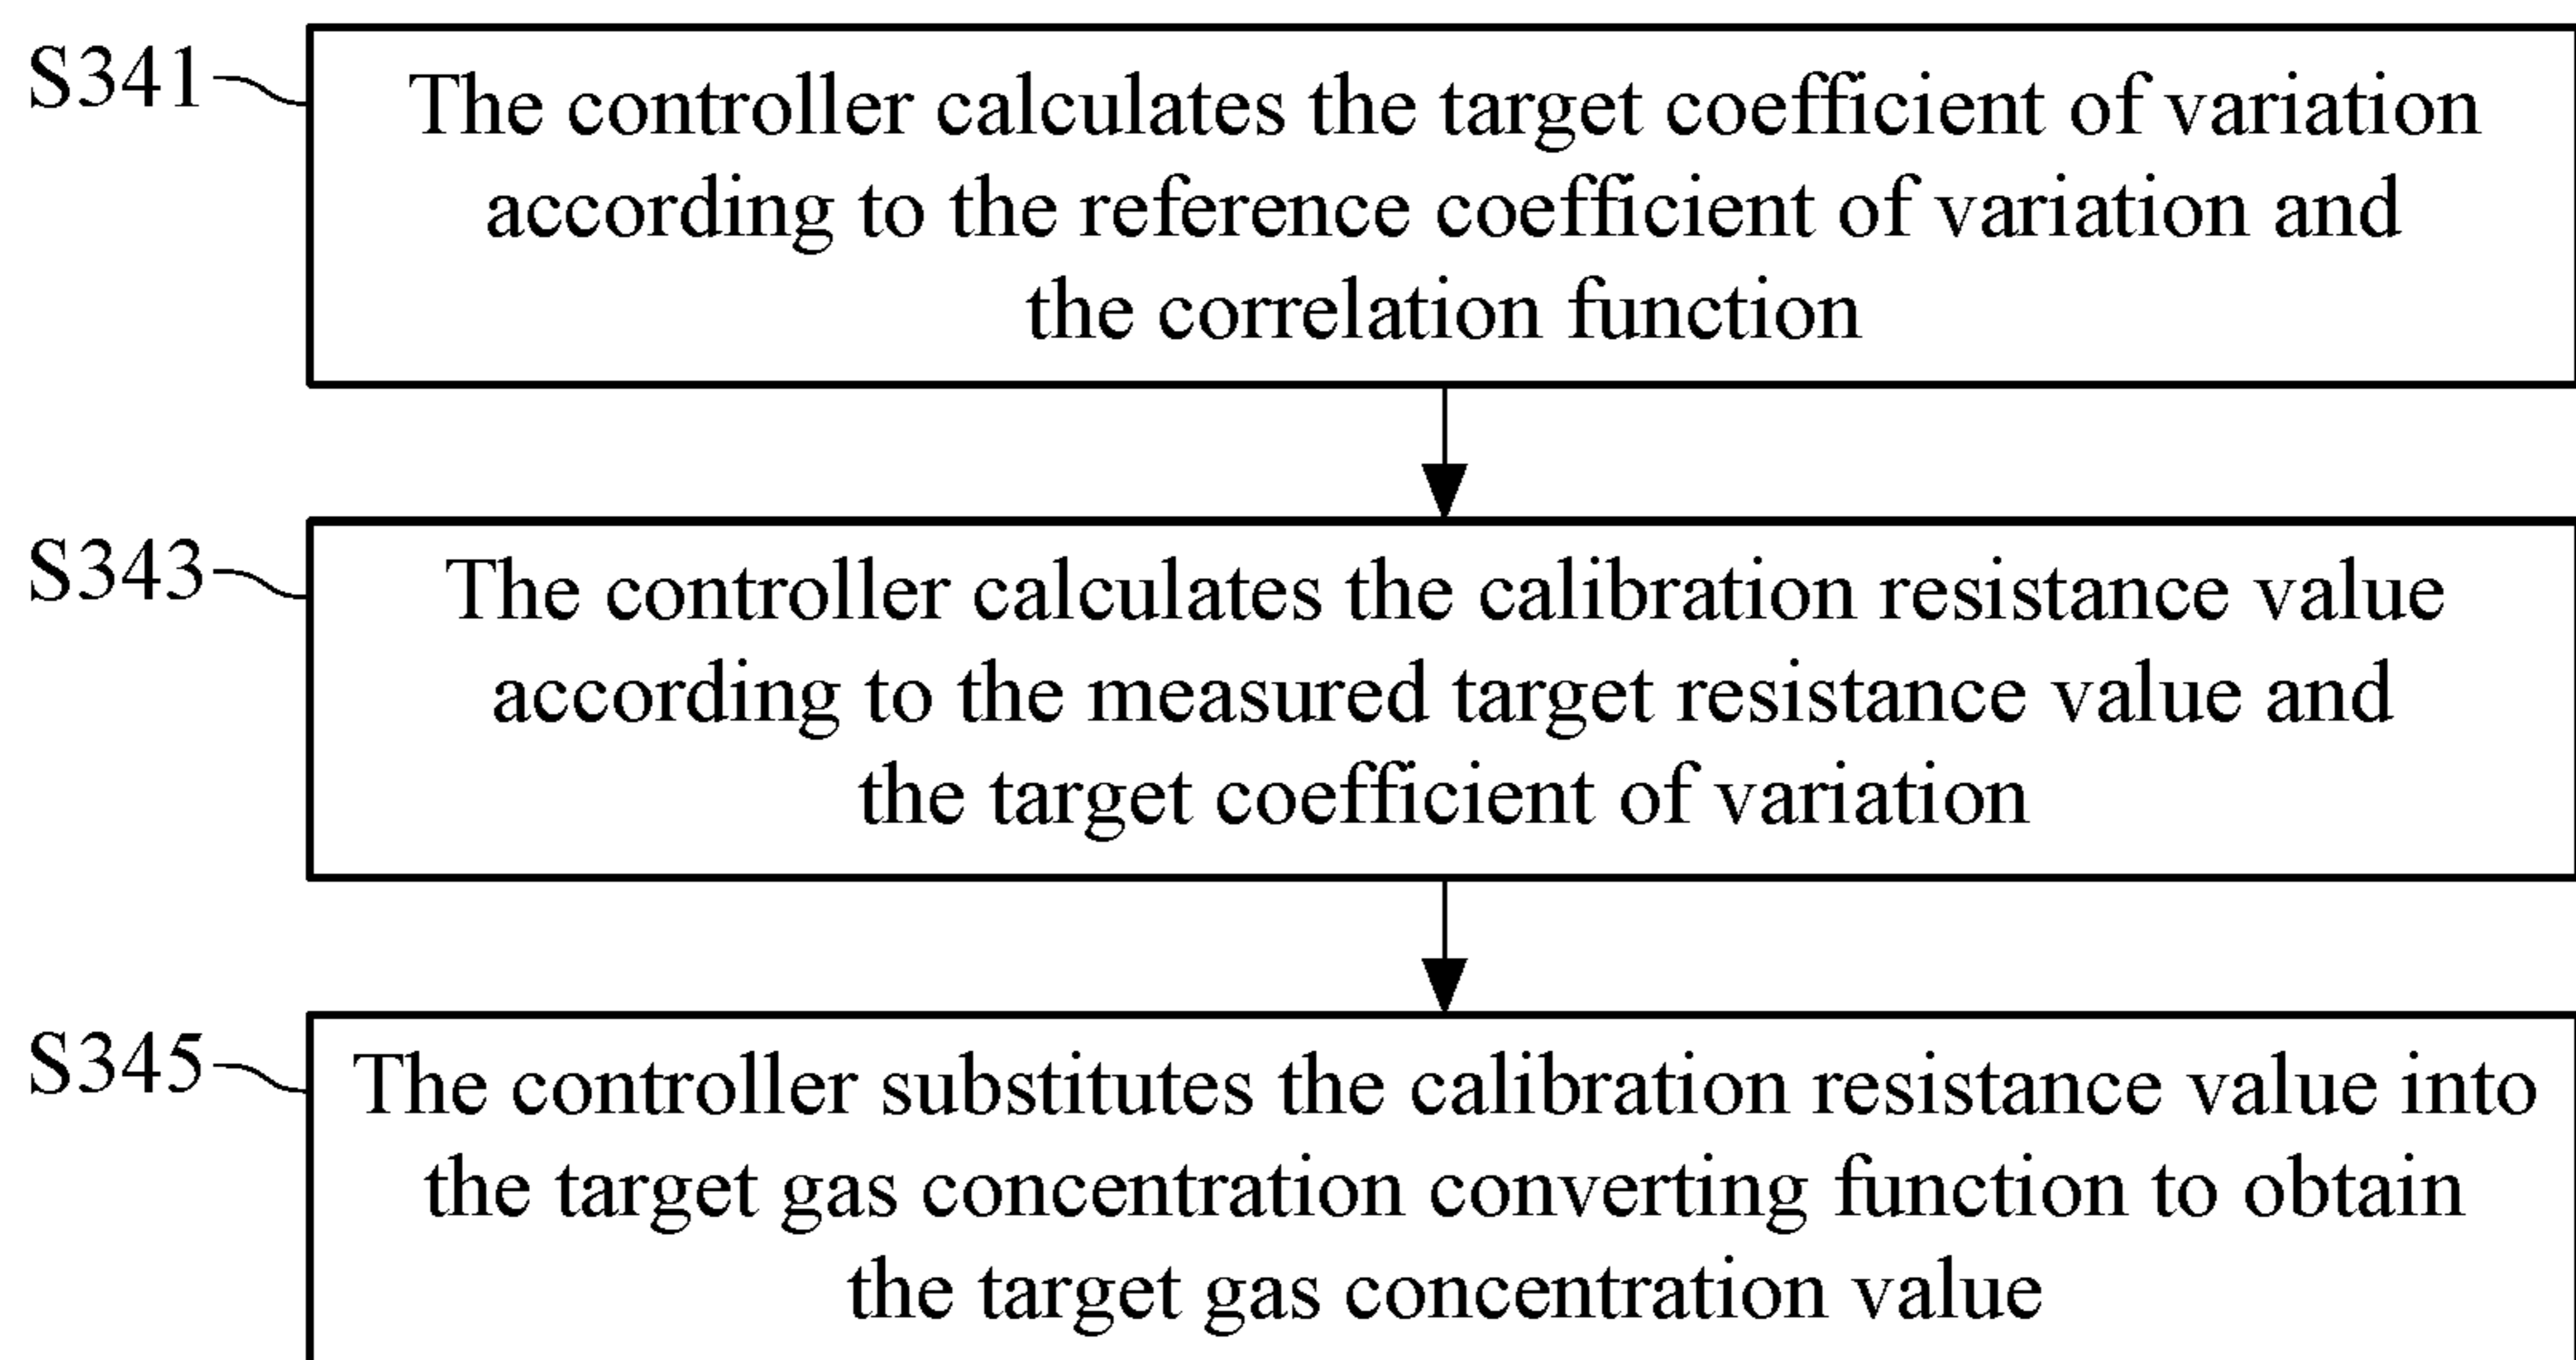 S341
The controller calculates the target coefficient of variation
according to the reference coefficient of variation and
the correlation function
S343
The controller calculates the calibration resistance value
according to the measured target resistance value and
the target coefficient of variation
S345
The controller substitutes the calibration resistance value into
the target gas concentration converting function to obtain
the target gas concentration value